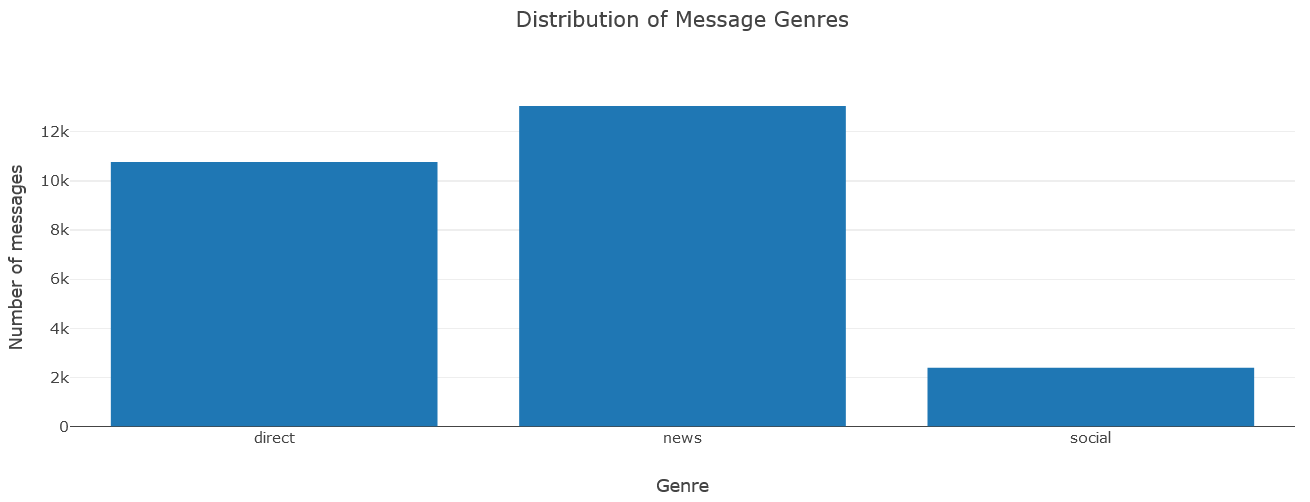 Distribution of Message Genres
Number of messages
12k
10k
8k
6k
4k
2k
0
direct
news
social
Genre